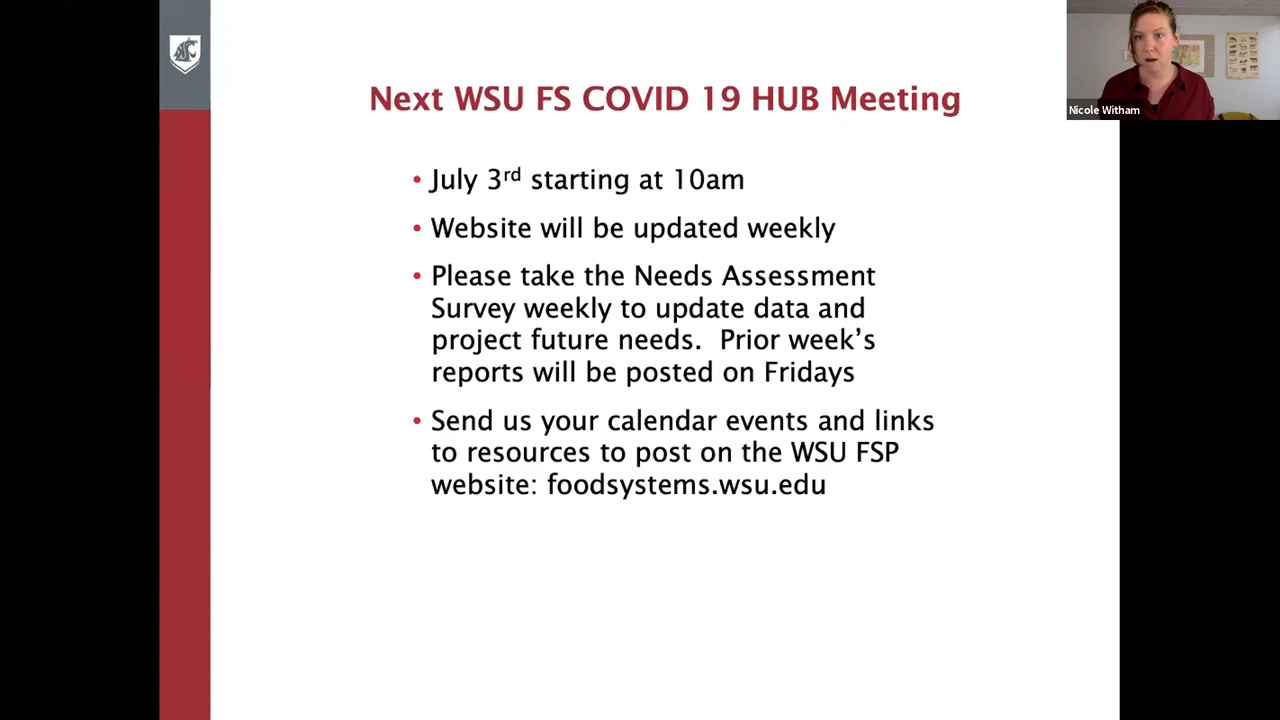 WSU
Next WSU FS COVID 19 HUB Meeting
Nicole Witham
• July 3rd starting at 10am
• Website will be updated weekly
• Please take the Needs Assessment
Survey weekly to update data and
project future needs.  Prior week's
reports will be posted on Fridays
• Send us your calendar events and links
to resources to post on the WSU FSP
website: foodsystems.wsu.edu